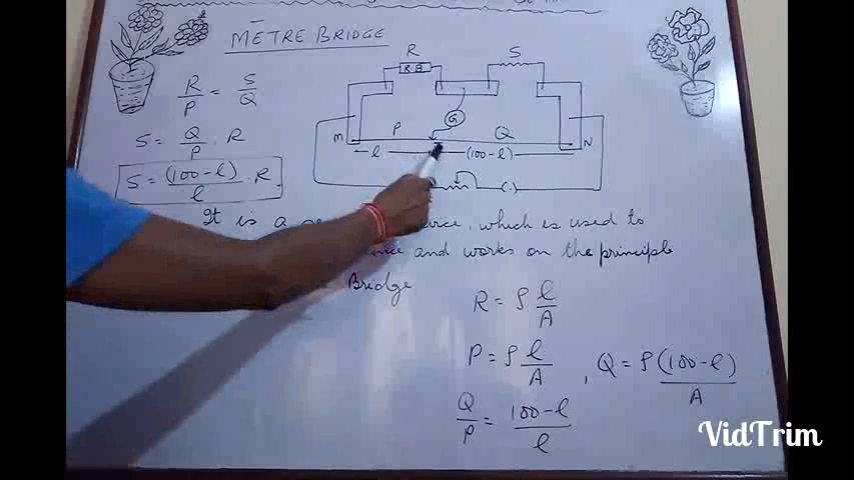 METRE BRIDGE
R/P = S/Q
S = Q/P · R
S = (100-l)/l · R
R
S
R B
G
P
Q
M
N
l
(100-l)
( · )
It is a device, which is used to
and works on the principle
Bridge
R = ρ l/A
P = ρ l/A , Q = ρ (100-l)/A
Q/P = 100-l/l
VidTrim